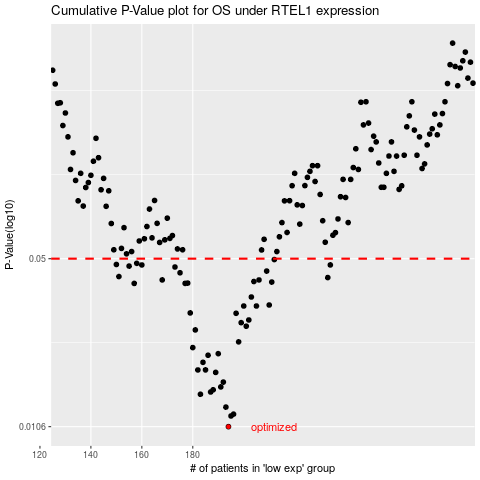 Cumulative P-Value plot for OS under RTEL1 expression
P-Value(log10)
0.05
0.0106
optimized
120 140 160 180
# of patients in 'low exp' group